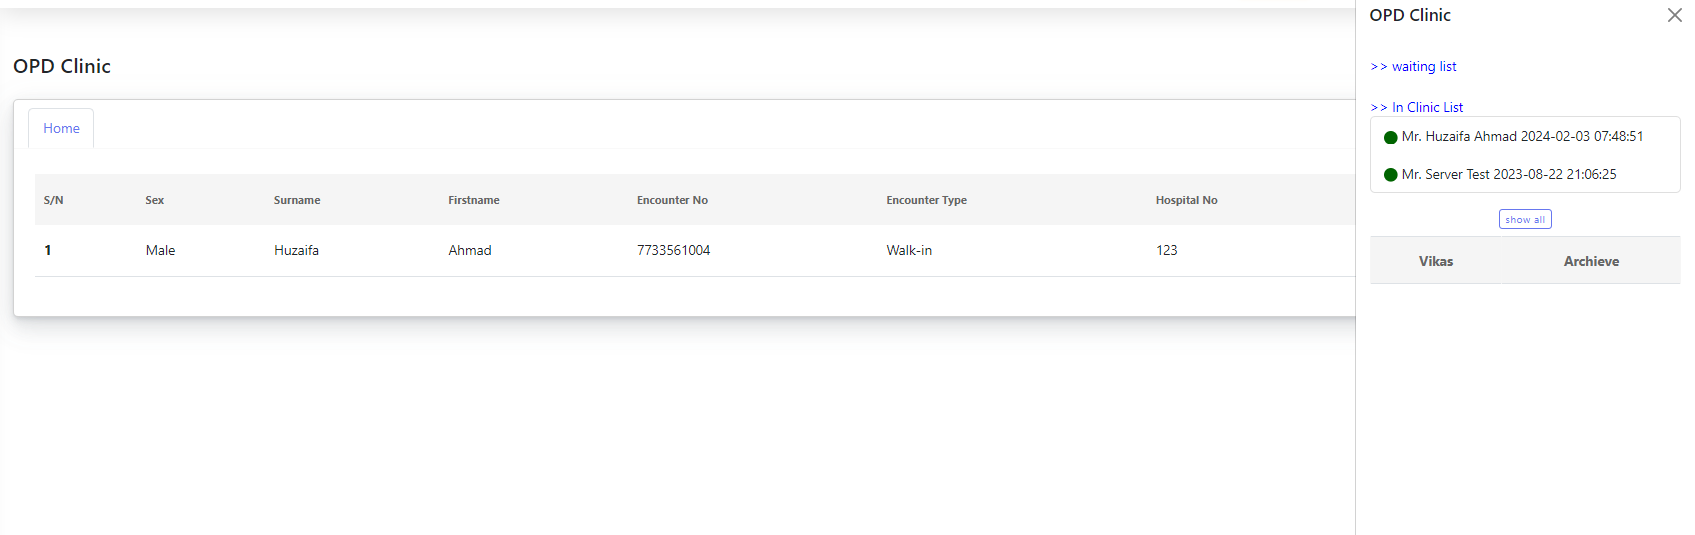 OPD Clinic
Home
S/N Sex Surname Firstname Encounter No Encounter Type Hospital No
1 Male Huzaifa Ahmad 7733561004 Walk-in 123
OPD Clinic
>> waiting list
>> In Clinic List
Mr. Huzaifa Ahmad 2024-02-03 07:48:51
Mr. Server Test 2023-08-22 21:06:25
show all
Vikas Archieve